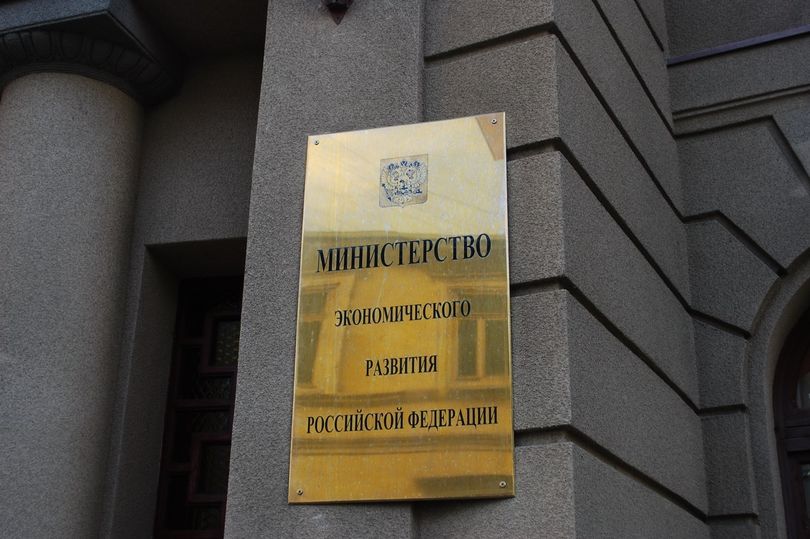 МИНИСТЕРСТВО
ЭКОНОМИЧЕСКОГО
РАЗВИТИЯ
РОССИЙСКОЙ ФЕДЕРАЦИИ